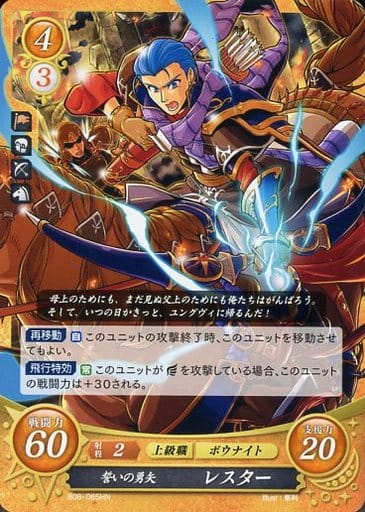 4
3
母上のためにも、まだ見ぬ父上のためにも俺たちはがんばろう。
そして、いつの日かきっと、ユングヴィに帰るんだ!
再移動 自 このユニットの攻撃終了時、このユニットを移動させ
てもよい。
飛行特効 常 このユニットが を攻撃している場合、このユニット
の戦闘力は+30される。
戦闘力
60
射程 2
上級職 ボウナイト
支援力
20
誓いの勇矢 レスター
B08-085HN